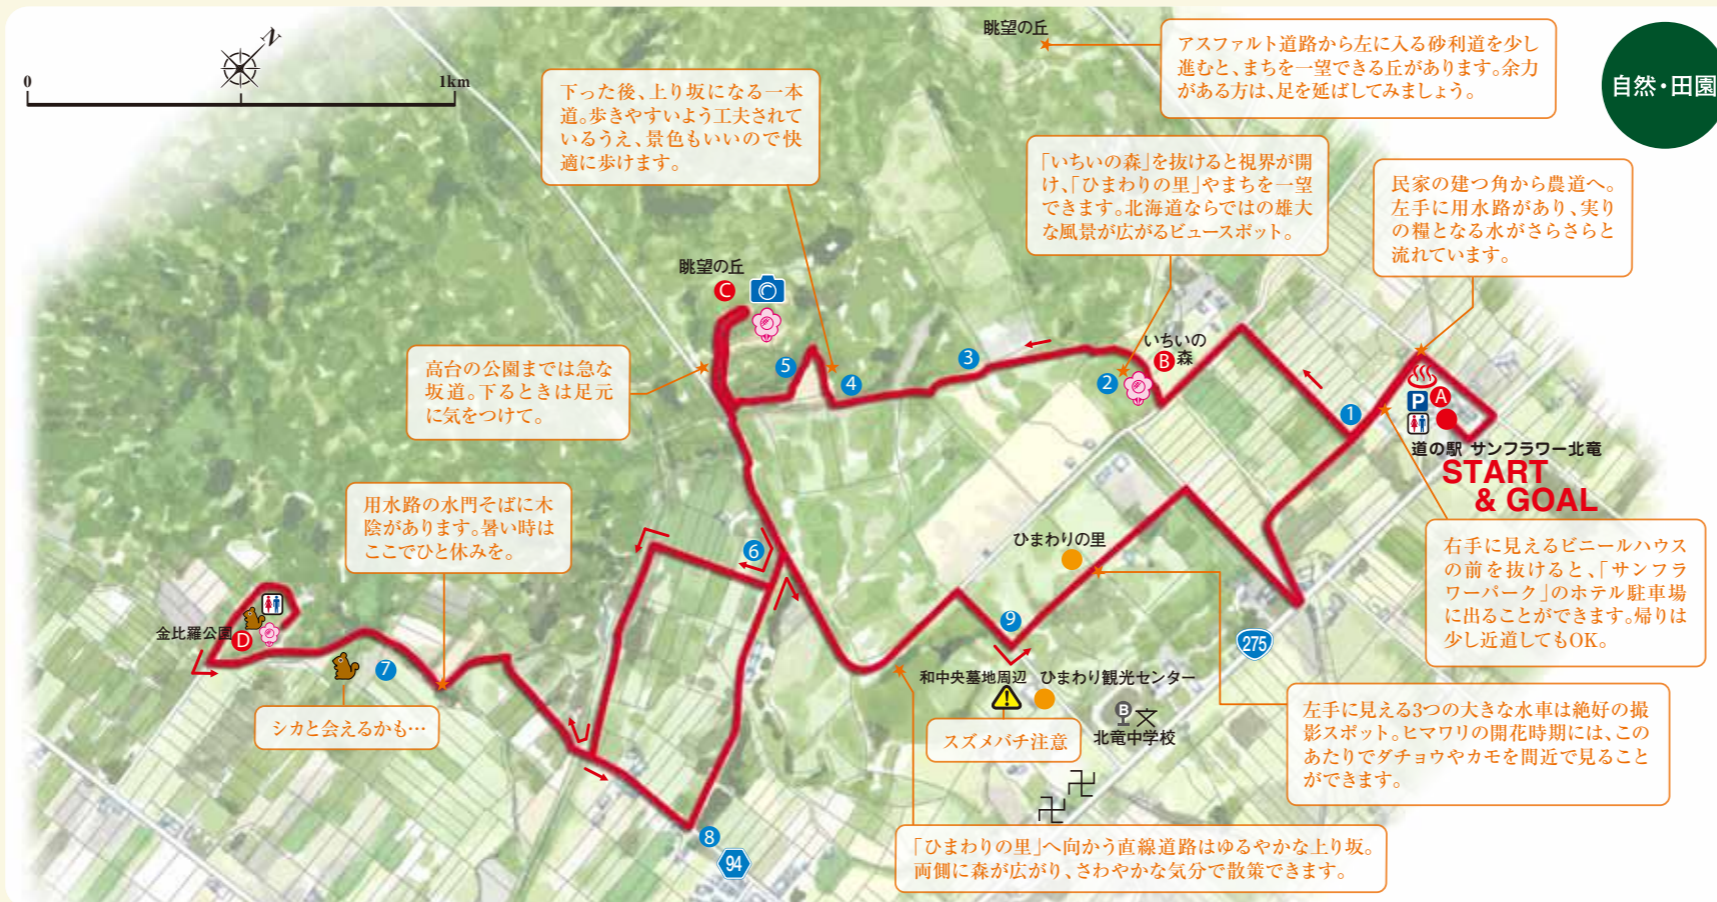 N
0
1km
眺望の丘
アスファルト道路から左に入る砂利道を少し
進むと、まちを一望できる丘があります。余力
がある方は、足を延ばしてみましょう。
自然・田園
下った後、上り坂になる一本
道。歩きやすいよう工夫されて
いるうえ、景色もいいので快
適に歩けます。
「いちいの森」を抜けると視界が開
け、「ひまわりの里」やまちを一望
できます。北海道ならではの雄大
な風景が広がるビュースポット。
民家の建つ角から農道へ。
左手に用水路があり、実り
の糧となる水がさらさらと
流れています。
眺望の丘
C
いちいの
B 森
高台の公園までは急な
坂道。下るときは足元
に気をつけて。
5
4
3
2
1
P
A
道の駅 サンフラワー北竜
START
& GOAL
用水路の水門そばに木
陰があります。暑い時は
ここでひと休みを。
6
ひまわりの里
右手に見えるビニールハウス
の前を抜けると、「サンフラ
ワーパーク」のホテル駐車場
に出ることができます。帰りは
少し近道してもOK。
金比羅公園
D
7
シカと会えるかも…
9
275
和中央墓地周辺
ひまわり観光センター
スズメバチ注意
B
文
北竜中学校
左手に見える3つの大きな水車は絶好の撮
影スポット。ヒマワリの開花時期には、この
あたりでダチョウやカモを間近で見ること
ができます。
卍
卍
8
94
「ひまわりの里」へ向かう直線道路はゆるやかな上り坂。
両側に森が広がり、さわやかな気分で散策できます。